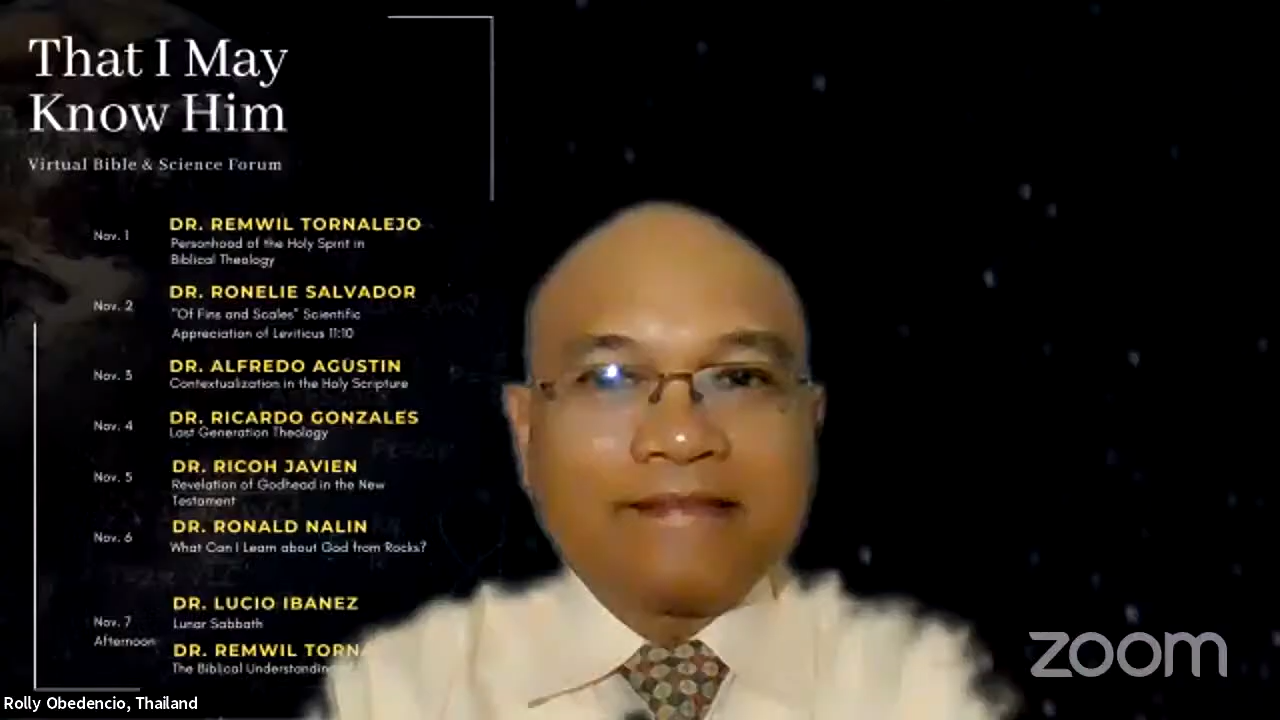 That I May
Know Him
Virtual Bible & Science Forum
Nov. 1
DR. REMWIL TORNALEJO
Personhood of the Holy Spirit in
Biblical Theology
Nov. 2
DR. RONELIE SALVADOR
"Of Fins and Scales" Scientific
Appreciation of Leviticus 11:10
Nov. 3
DR. ALFREDO AGUSTIN
Contextualization in the Holy Scripture
Nov. 4
DR. RICARDO GONZALES
Last Generation Theology
Nov. 5
DR. RICOH JAVIEN
Revelation of Godhead in the New
Testament
Nov. 6
DR. RONALD NALIN
What Can I Learn about God from Rocks?
Nov. 7
Afternoon
DR. LUCIO IBANEZ
Lunar Sabbath
DR. REMWIL TORNA
The Biblical Understanding
Rolly Obedencio, Thailand
zoom